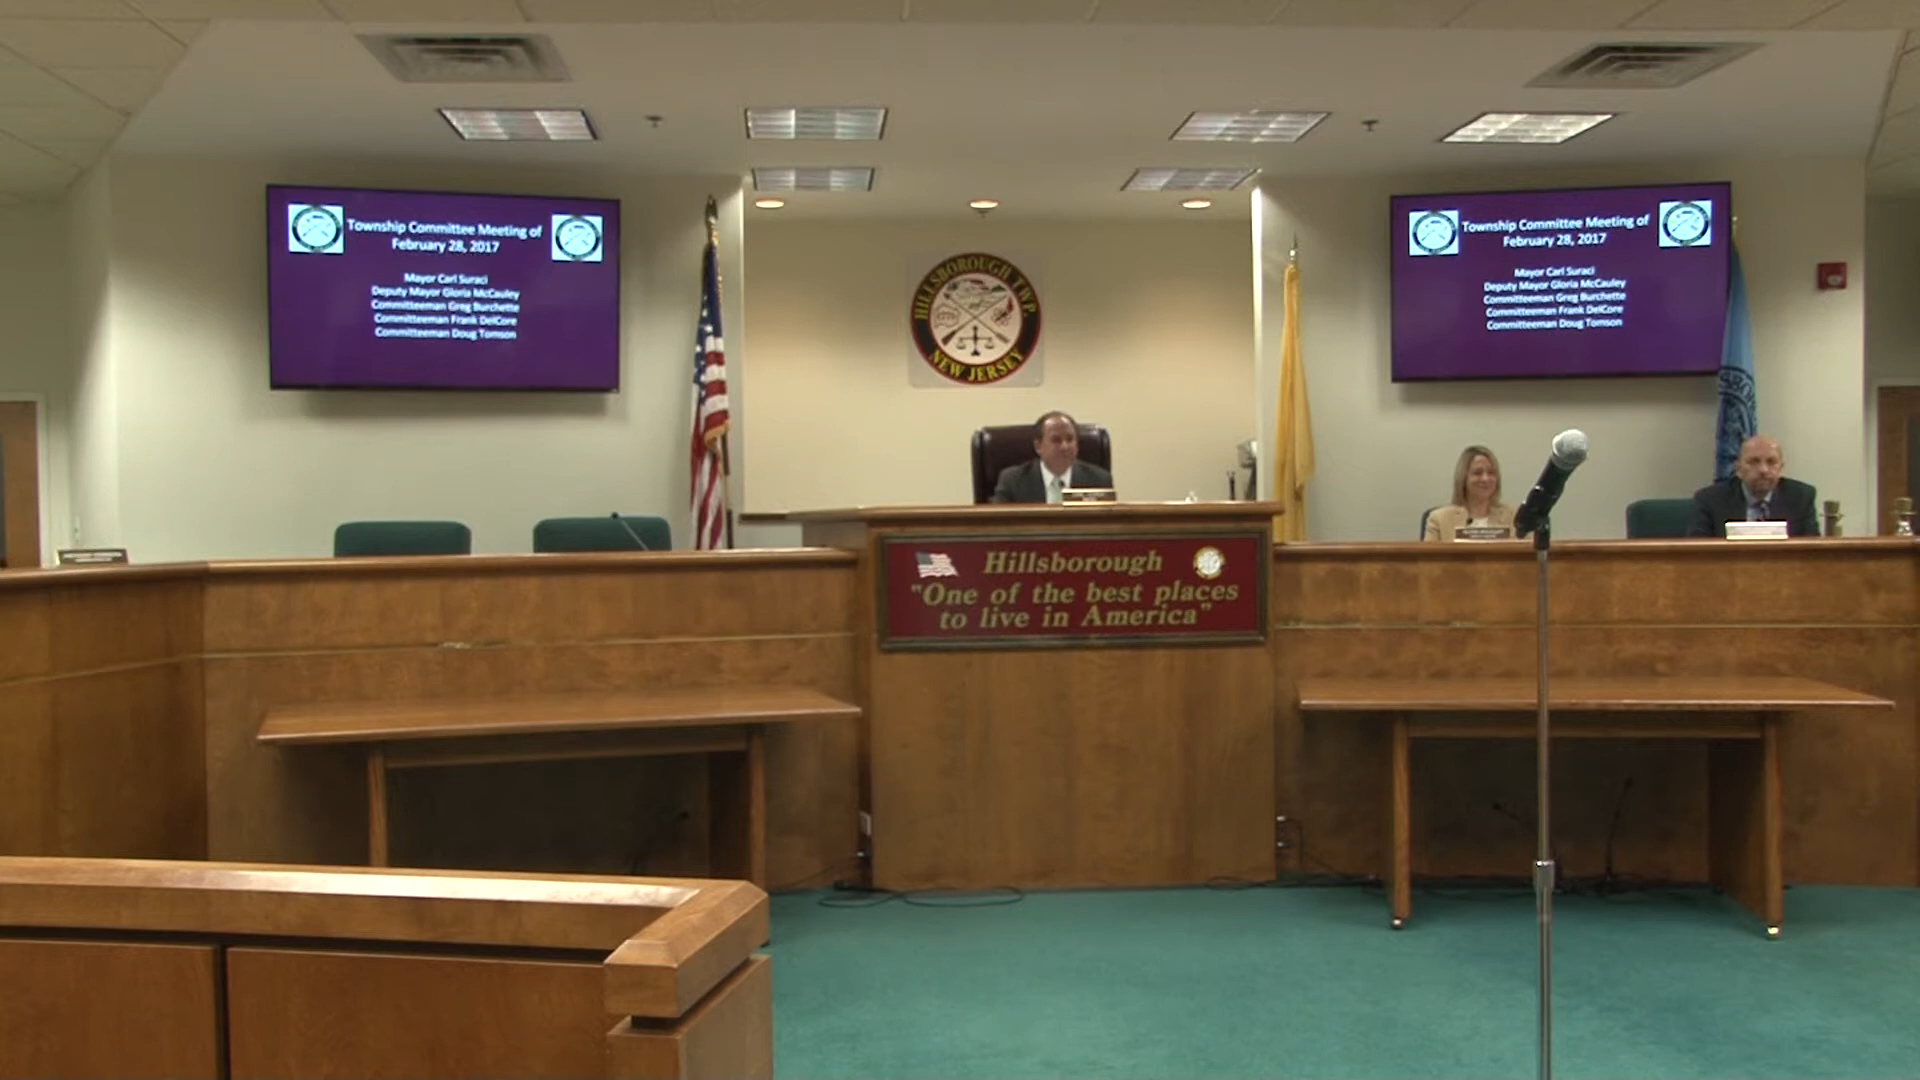 Township Committee Meeting of
February 28, 2017
Mayor Carl Suraci
Deputy Mayor Gloria McCauley
Committeeman Greg Burchette
Committeeman Frank DelCore
Committeeman Doug Tomson
HILLSBOROUGH TWP.
NEW JERSEY
Township Committee Meeting of
February 28, 2017
Mayor Carl Suraci
Deputy Mayor Gloria McCauley
Committeeman Greg Burchette
Committeeman Frank DelCore
Committeeman Doug Tomson
Hillsborough
"One of the best places
to live in America"